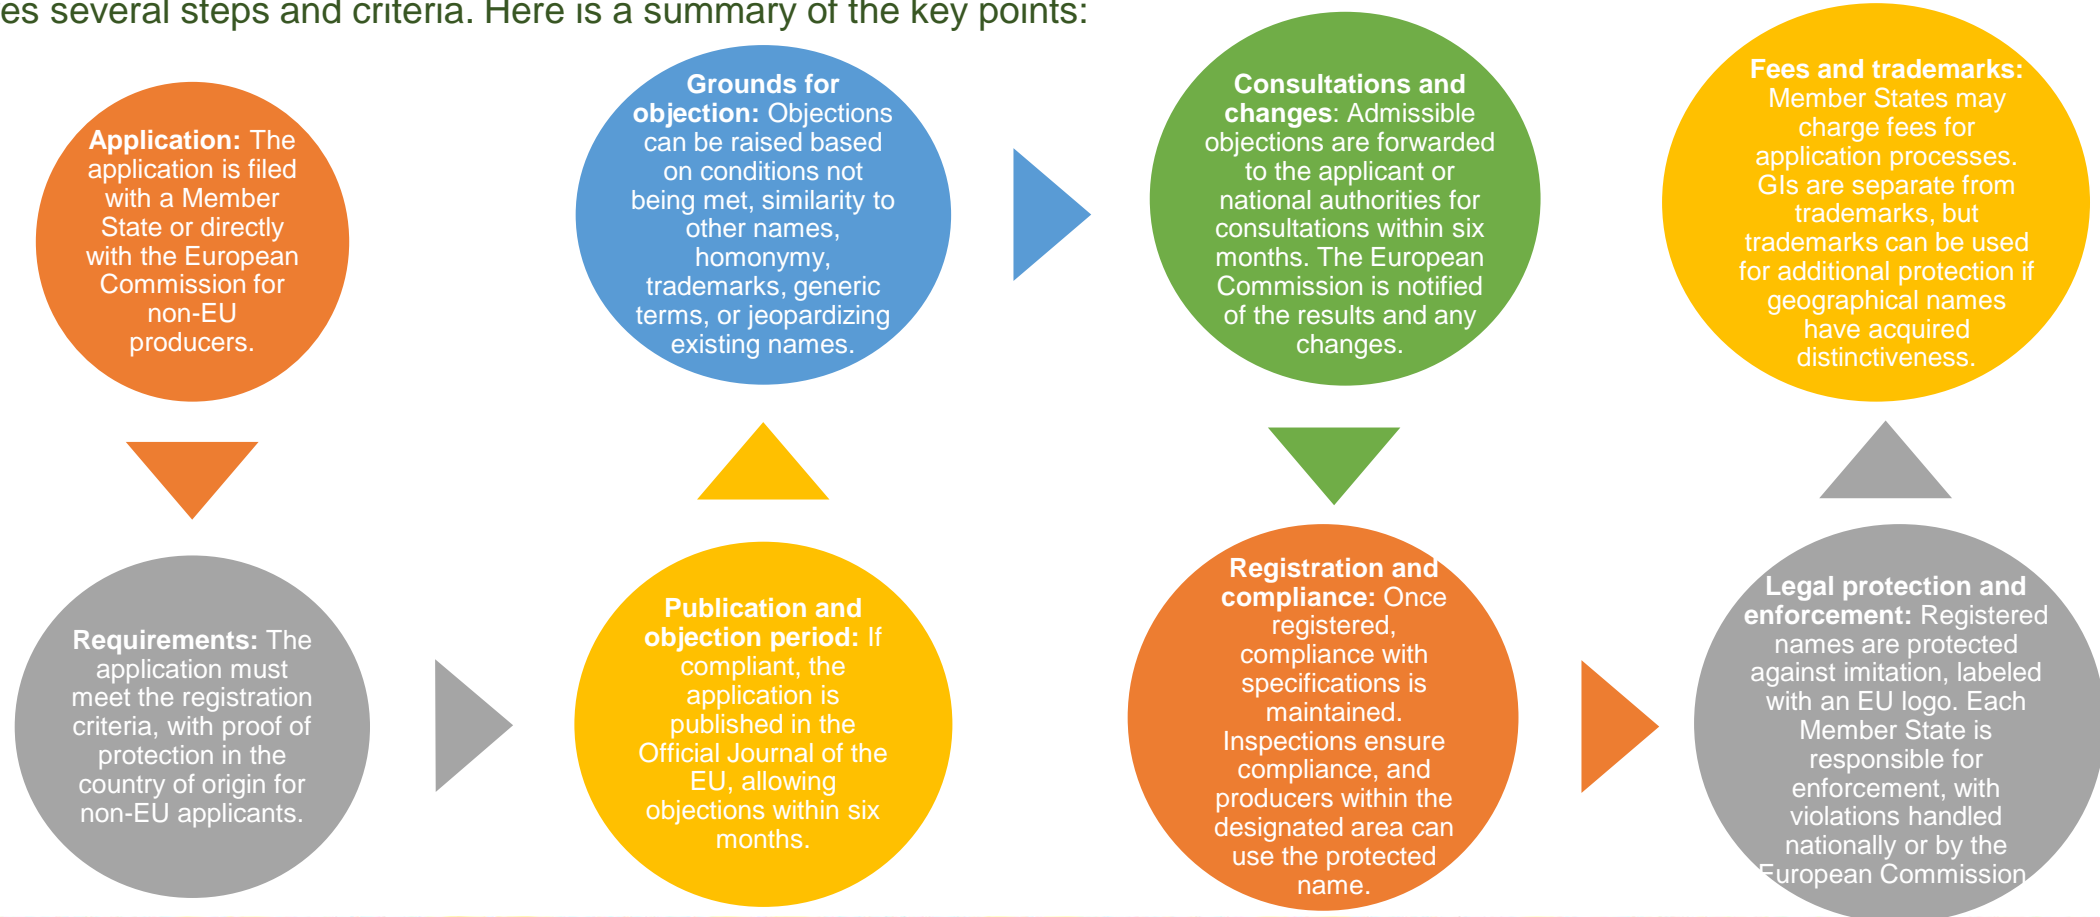 es several steps and criteria. Here is a summary of the key points:
Application: The
application is filed
with a Member
State or directly
with the European
Commission for
non-EU
producers.
Requirements: The
application must
meet the registration
criteria, with proof of
protection in the
country of origin for
non-EU applicants.
Publication and
objection period: If
compliant, the
application is
published in the
Official Journal of the
EU, allowing
objections within six
months.
Grounds for
objection: Objections
can be raised based
on conditions not
being met, similarity to
other names,
homonymy,
trademarks, generic
terms, or jeopardizing
existing names.
Consultations and
changes: Admissible
objections are forwarded
to the applicant or
national authorities for
consultations within six
months. The European
Commission is notified
of the results and any
changes.
Registration and
compliance: Once
registered,
compliance with
specifications is
maintained.
Inspections ensure
compliance, and
producers within the
designated area can
use the protected
name.
Legal protection and
enforcement: Registered
names are protected
against imitation, labeled
with an EU logo. Each
Member State is
responsible for
enforcement, with
violations handled
nationally or by the
European Commission
Fees and trademarks:
Member States may
charge fees for
application processes.
GIs are separate from
trademarks, but
trademarks can be used
for additional protection if
geographical names
have acquired
distinctiveness.